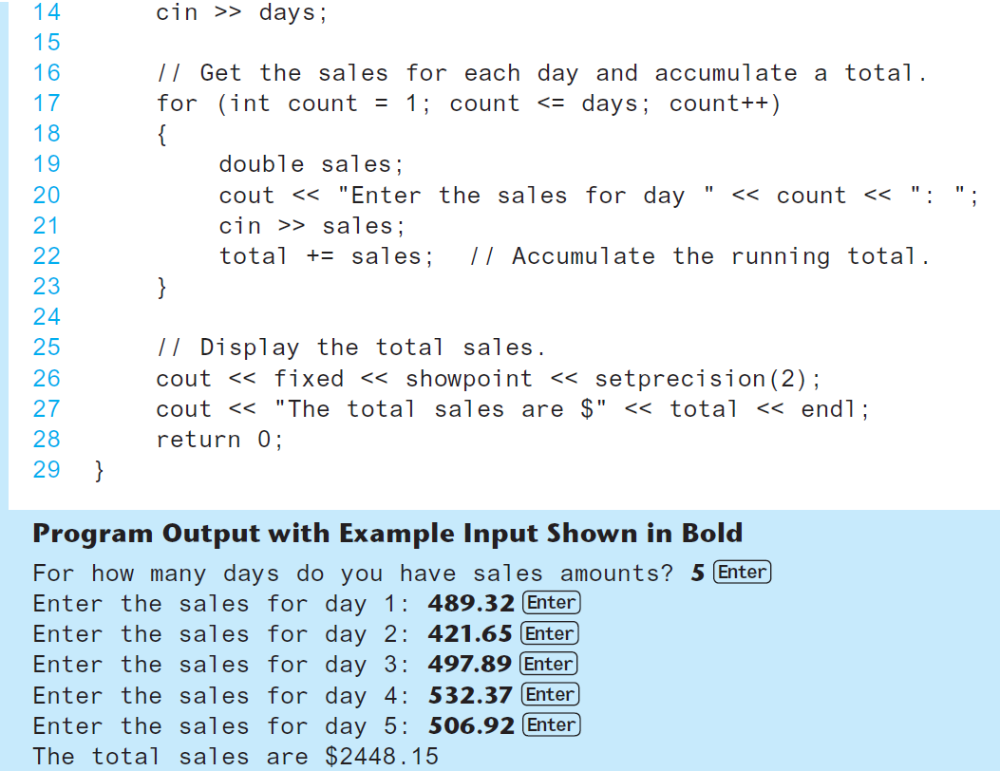 14 cin >> days;
15
16 // Get the sales for each day and accumulate a total.
17 for (int count = 1; count <= days; count++)
18 {
19 double sales;
20 cout << "Enter the sales for day " << count << ": ";
21 cin >> sales;
22 total += sales; // Accumulate the running total.
23 }
24
25 // Display the total sales.
26 cout << fixed << showpoint << setprecision(2);
27 cout << "The total sales are $" << total << endl;
28 return 0;
29 }
Program Output with Example Input Shown in Bold
For how many days do you have sales amounts? 5 Enter
Enter the sales for day 1: 489.32 Enter
Enter the sales for day 2: 421.65 Enter
Enter the sales for day 3: 497.89 Enter
Enter the sales for day 4: 532.37 Enter
Enter the sales for day 5: 506.92 Enter
The total sales are $2448.15